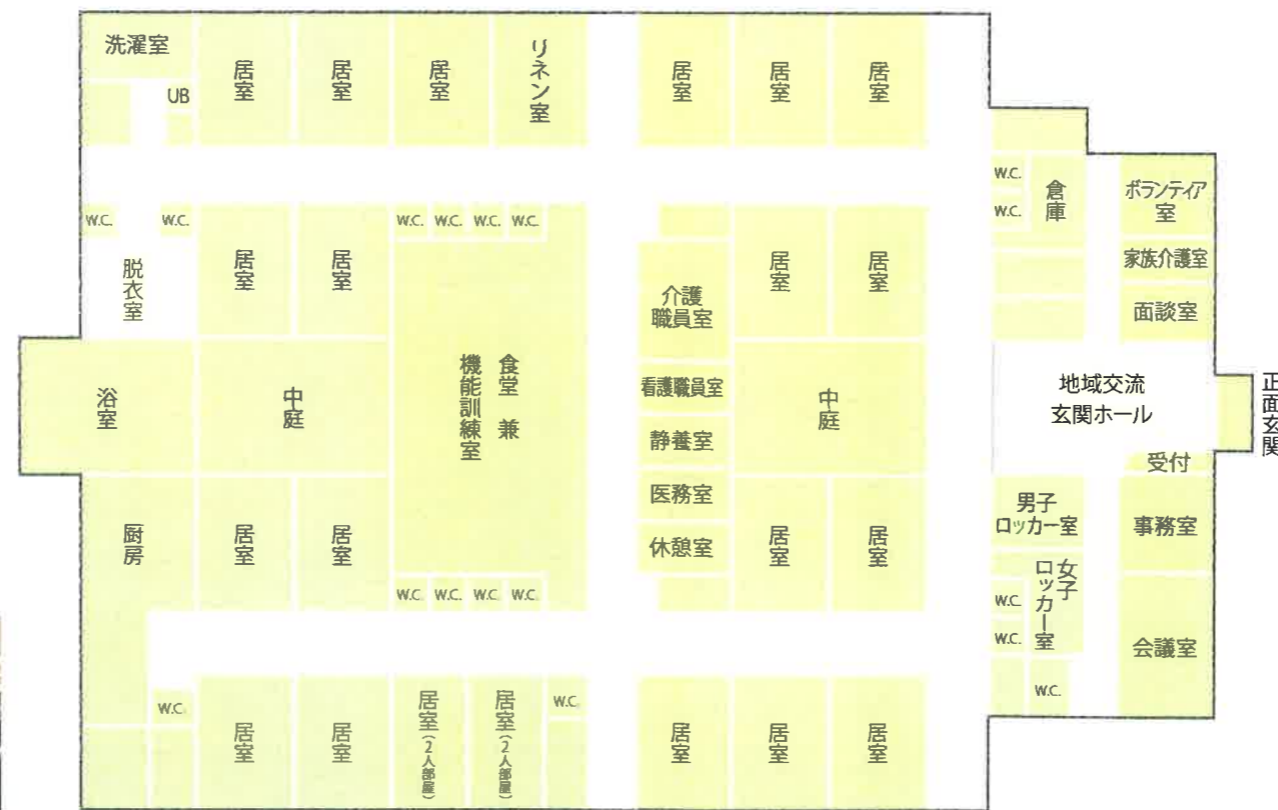 洗濯室
居室
居室
居室
リネン室
居室
居室
居室
UB
W.C.
W.C.
倉庫
ボランティア
室
家族介護室
面談室
W.C.
W.C.
脱衣室
居室
居室
W.C.
W.C.
W.C.
W.C.
介護
職員室
居室
居室
浴室
中庭
食堂 兼
機能訓練室
看護職員室
静養室
医務室
休憩室
中庭
地域交流
玄関ホール
正面玄関
受付
厨房
居室
居室
W.C.
W.C.
W.C.
W.C.
居室
居室
男子
ロッカー室
事務室
女子
ロッカー室
W.C.
W.C.
W.C.
会議室
W.C.
居室
居室
居室(2人部屋)
居室(2人部屋)
W.C.
居室
居室
居室